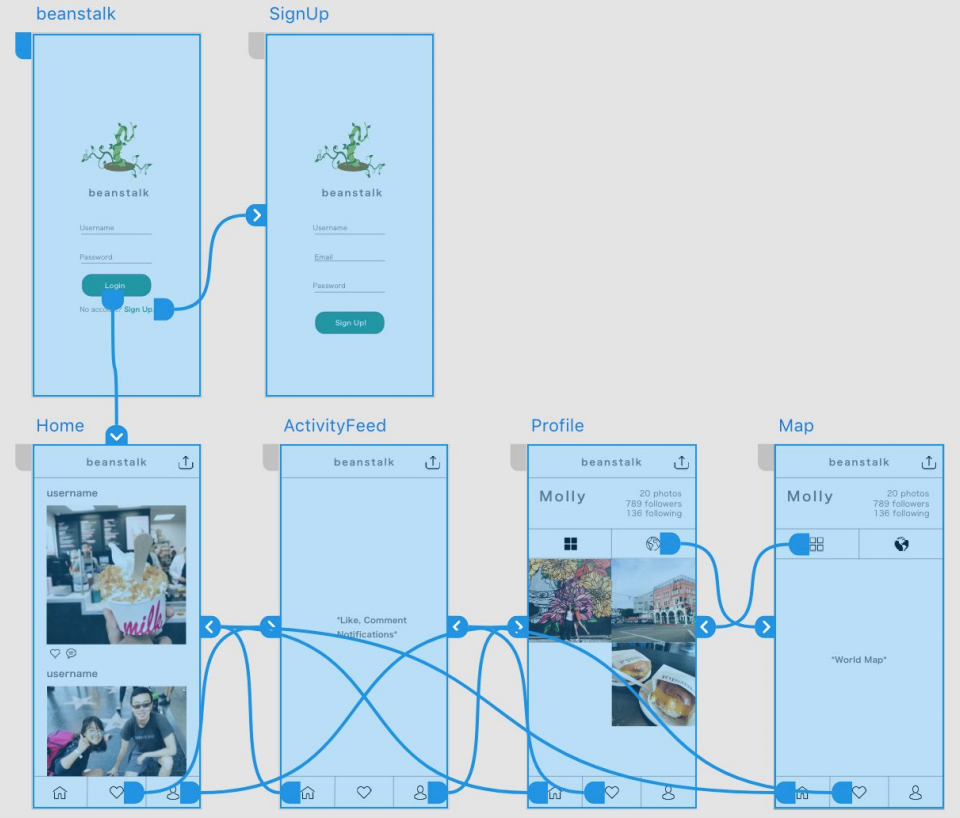 beanstalk
SignUp
beanstalk
Username
Password
Login
No account? Sign Up.
beanstalk
Username
Email
Password
Sign Up!
Home
ActivityFeed
Profile
Map
beanstalk
username
milk
username
beanstalk
*Like, Comment
Notifications*
beanstalk
Molly
20 photos
789 followers
136 following
beanstalk
Molly
20 photos
789 followers
136 following
*World Map*